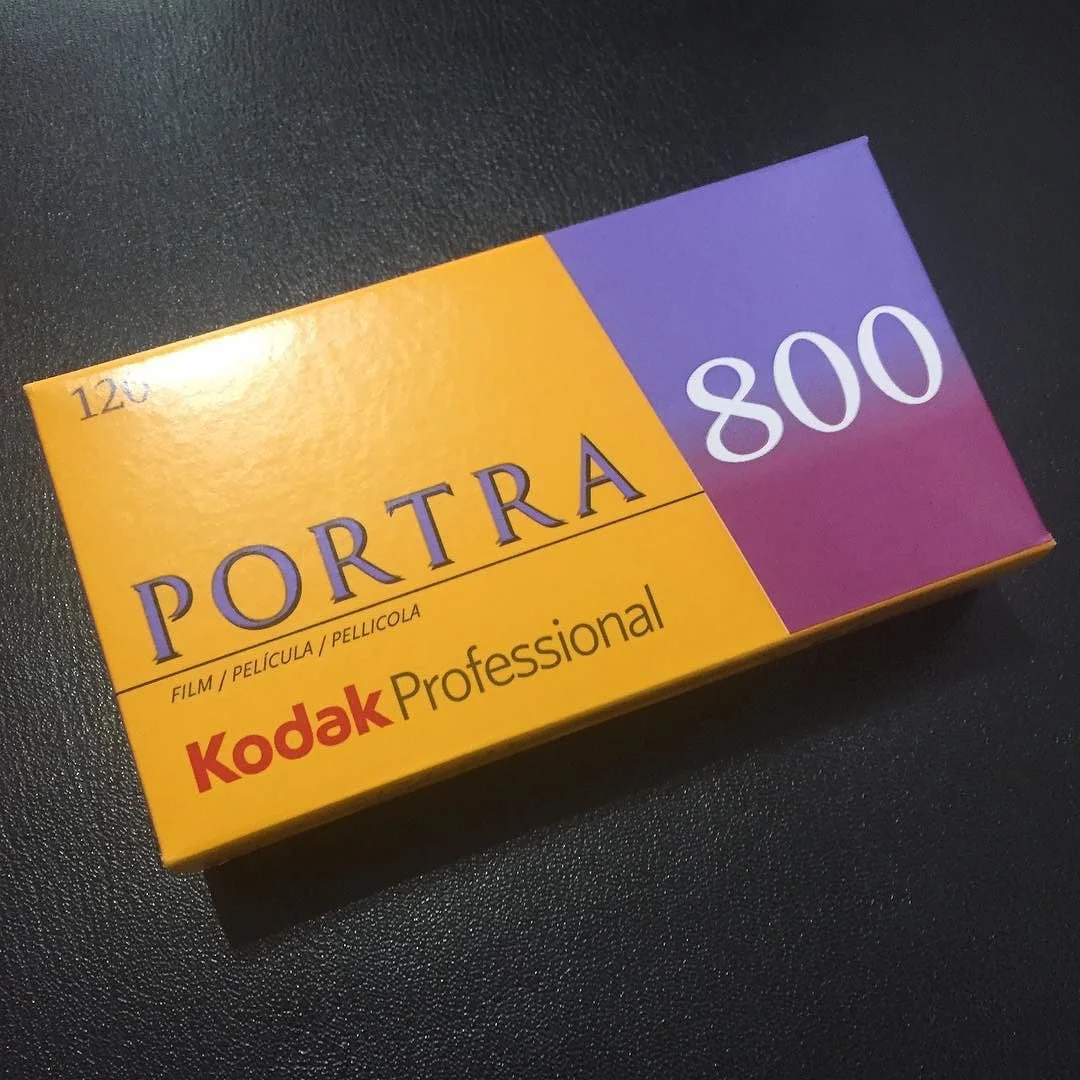 120
800
PORTRA
FILM / PELÍCULA / PELLICOLA
Kodak Professional